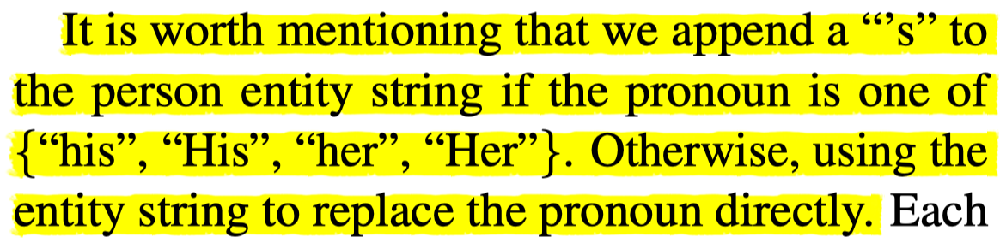 It is worth mentioning that we append a “’s” to
the person entity string if the pronoun is one of
{“his”, “His”, “her”, “Her”}. Otherwise, using the
entity string to replace the pronoun directly. Each